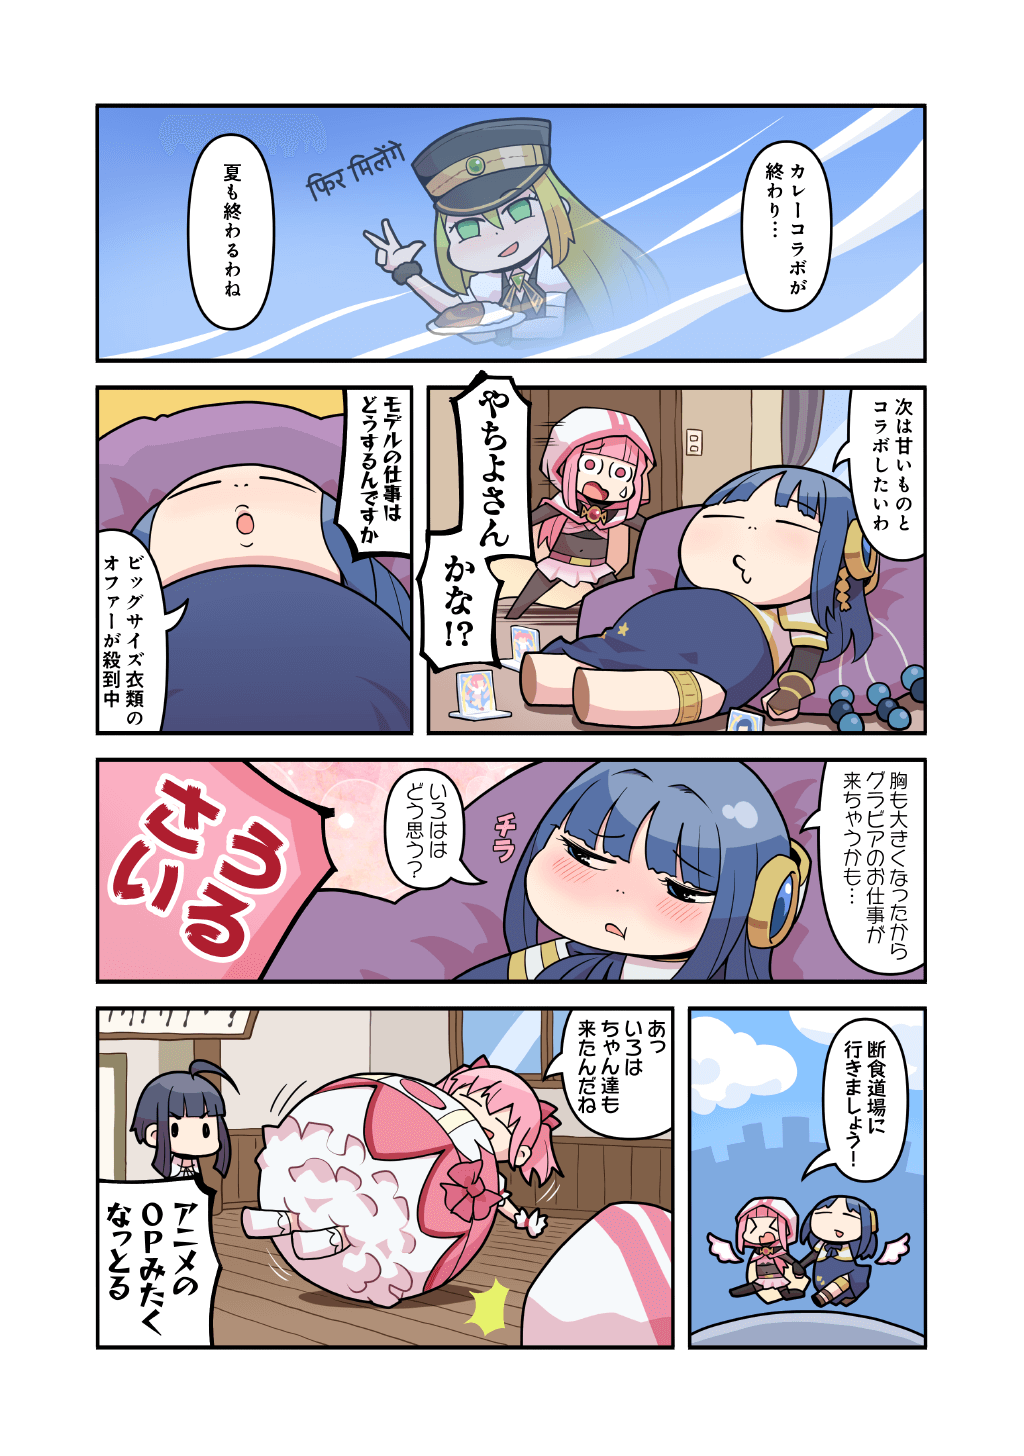 カレーコラボが
終わり…
फिर मिलेंगे
夏も終わるわね
次は甘いものと
コラボしたいわ
やちよさん
かな!?
モデルの仕事は
どうするんですか
ビッグサイズ衣類の
オファーが殺到中
胸も大きくなったから
グラビアのお仕事が
来ちゃうかも…
チラ
いろはは
どう思う?
うるさい
断食道場に
行きましょう!
あっ
いろは
ちゃん達も
来たんだね
アニメの
OPみたく
なっとる